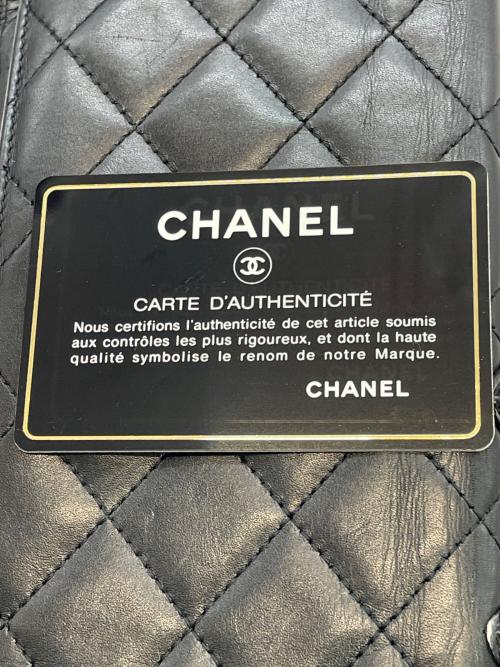 CHANEL
CARTE D'AUTHENTICITÉ
Nous certifions l'authenticité de cet article soumis
aux contrôles les plus rigoureux, et dont la haute
qualité symbolise le renom de notre Marque.
CHANEL